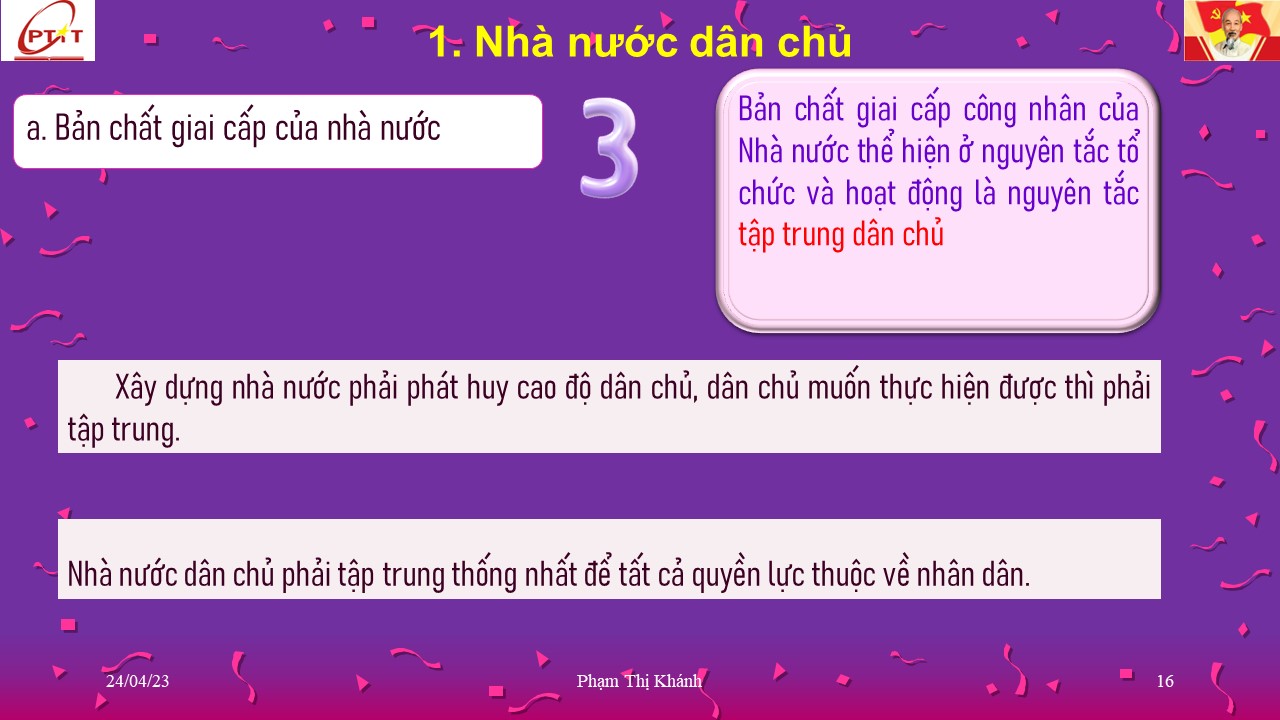 PTIT
1. Nhà nước dân chủ
a. Bản chất giai cấp của nhà nước
3
Bản chất giai cấp công nhân của
Nhà nước thể hiện ở nguyên tắc tổ
chức và hoạt động là nguyên tắc
tập trung dân chủ
Xây dựng nhà nước phải phát huy cao độ dân chủ, dân chủ muốn thực hiện được thì phải
tập trung.
Nhà nước dân chủ phải tập trung thống nhất để tất cả quyền lực thuộc về nhân dân.
24/04/23
Phạm Thị Khánh
16